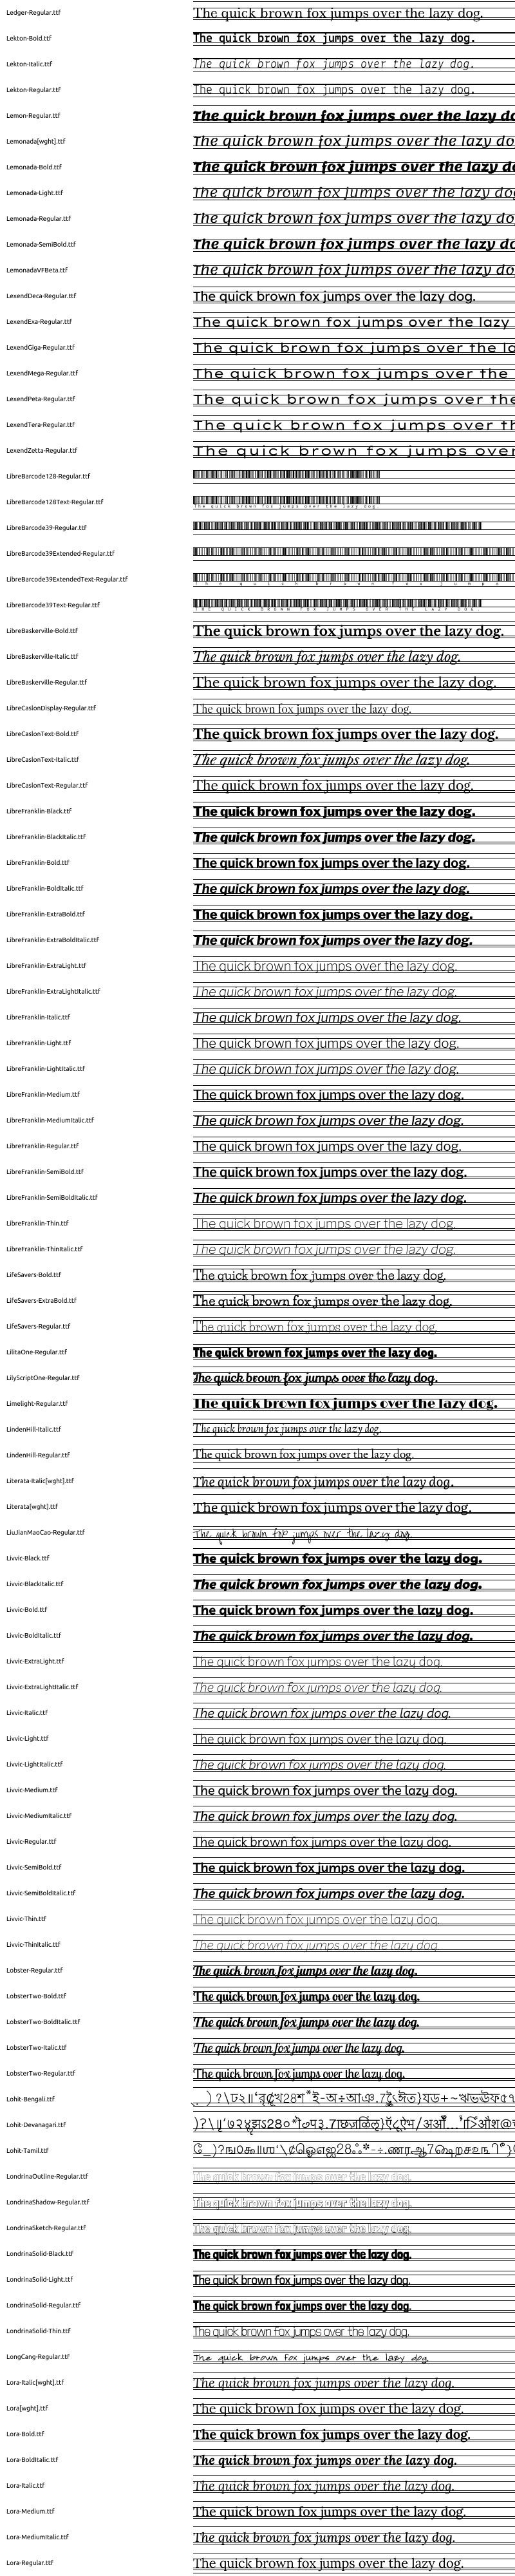 Ledger-Regular.ttf The quick brown fox jumps over the lazy dog.
Lekton-Bold.ttf The quick brown fox jumps over the lazy dog.
Lekton-Italic.ttf The quick brown fox jumps over the lazy dog.
Lekton-Regular.ttf The quick brown fox jumps over the lazy dog.
Lemon-Regular.ttf The quick brown fox jumps over the lazy do
Lemonada[wght].ttf The quick brown fox jumps over the lazy do
Lemonada-Bold.ttf The quick brown fox jumps over the lazy d
Lemonada-Light.ttf The quick brown fox jumps over the lazy do
Lemonada-Regular.ttf The quick brown fox jumps over the lazy do
Lemonada-SemiBold.ttf The quick brown fox jumps over the lazy do
LemonadaVFBeta.ttf The quick brown fox jumps over the lazy do
LexendDeca-Regular.ttf The quick brown fox jumps over the lazy dog.
LexendExa-Regular.ttf The quick brown fox jumps over the lazy
LexendGiga-Regular.ttf The quick brown fox jumps over the la
LexendMega-Regular.ttf The quick brown fox jumps over the
LexendPeta-Regular.ttf The quick brown fox jumps over the
LexendTera-Regular.ttf The quick brown fox jumps over th
LexendZetta-Regular.ttf The quick brown fox jumps over
LibreBarcode128-Regular.ttf
LibreBarcode128Text-Regular.ttf The quick brown fox jumps over the lazy dog.
LibreBarcode39-Regular.ttf
LibreBarcode39Extended-Regular.ttf
LibreBarcode39ExtendedText-Regular.ttf h e q u i c k b r o w n f o x j u m p s
LibreBarcode39Text-Regular.ttf THE QUICK BROWN FOX JUMPS OVER THE LAZY DOG.
LibreBaskerville-Bold.ttf The quick brown fox jumps over the lazy dog.
LibreBaskerville-Italic.ttf The quick brown fox jumps over the lazy dog.
LibreBaskerville-Regular.ttf The quick brown fox jumps over the lazy dog.
LibreCaslonDisplay-Regular.ttf The quick brown fox jumps over the lazy dog.
LibreCaslonText-Bold.ttf The quick brown fox jumps over the lazy dog.
LibreCaslonText-Italic.ttf The quick brown fox jumps over the lazy dog.
LibreCaslonText-Regular.ttf The quick brown fox jumps over the lazy dog.
LibreFranklin-Black.ttf The quick brown fox jumps over the lazy dog.
LibreFranklin-BlackItalic.ttf The quick brown fox jumps over the lazy dog.
LibreFranklin-Bold.ttf The quick brown fox jumps over the lazy dog.
LibreFranklin-BoldItalic.ttf The quick brown fox jumps over the lazy dog.
LibreFranklin-ExtraBold.ttf The quick brown fox jumps over the lazy dog.
LibreFranklin-ExtraBoldItalic.ttf The quick brown fox jumps over the lazy dog.
LibreFranklin-ExtraLight.ttf The quick brown fox jumps over the lazy dog.
LibreFranklin-ExtraLightItalic.ttf The quick brown fox jumps over the lazy dog.
LibreFranklin-Italic.ttf The quick brown fox jumps over the lazy dog.
LibreFranklin-Light.ttf The quick brown fox jumps over the lazy dog.
LibreFranklin-LightItalic.ttf The quick brown fox jumps over the lazy dog.
LibreFranklin-Medium.ttf The quick brown fox jumps over the lazy dog.
LibreFranklin-MediumItalic.ttf The quick brown fox jumps over the lazy dog.
LibreFranklin-Regular.ttf The quick brown fox jumps over the lazy dog.
LibreFranklin-SemiBold.ttf The quick brown fox jumps over the lazy dog.
LibreFranklin-SemiBoldItalic.ttf The quick brown fox jumps over the lazy dog.
LibreFranklin-Thin.ttf The quick brown fox jumps over the lazy dog.
LibreFranklin-ThinItalic.ttf The quick brown fox jumps over the lazy dog.
LifeSavers-Bold.ttf The quick brown fox jumps over the lazy dog.
LifeSavers-ExtraBold.ttf The quick brown fox jumps over the lazy dog.
LifeSavers-Regular.ttf The quick brown fox jumps over the lazy dog.
LilitaOne-Regular.ttf The quick brown fox jumps over the lazy dog.
LilyScriptOne-Regular.ttf The quick brown fox jumps over the lazy dog.
Limelight-Regular.ttf The quick brown fox jumps over the lazy dog.
LindenHill-Italic.ttf The quick brown fox jumps over the lazy dog.
LindenHill-Regular.ttf The quick brown fox jumps over the lazy dog.
Literata-Italic[wght].ttf The quick brown fox jumps over the lazy dog.
Literata[wght].ttf The quick brown fox jumps over the lazy dog.
LiuJianMaoCao-Regular.ttf The quick brown fox jumps over the lazy dog.
Livvic-Black.ttf The quick brown fox jumps over the lazy dog.
Livvic-BlackItalic.ttf The quick brown fox jumps over the lazy dog.
Livvic-Bold.ttf The quick brown fox jumps over the lazy dog.
Livvic-BoldItalic.ttf The quick brown fox jumps over the lazy dog.
Livvic-ExtraLight.ttf The quick brown fox jumps over the lazy dog.
Livvic-ExtraLightItalic.ttf The quick brown fox jumps over the lazy dog.
Livvic-Italic.ttf The quick brown fox jumps over the lazy dog.
Livvic-Light.ttf The quick brown fox jumps over the lazy dog.
Livvic-LightItalic.ttf The quick brown fox jumps over the lazy dog.
Livvic-Medium.ttf The quick brown fox jumps over the lazy dog.
Livvic-MediumItalic.ttf The quick brown fox jumps over the lazy dog.
Livvic-Regular.ttf The quick brown fox jumps over the lazy dog.
Livvic-SemiBold.ttf The quick brown fox jumps over the lazy dog.
Livvic-SemiBoldItalic.ttf The quick brown fox jumps over the lazy dog.
Livvic-Thin.ttf The quick brown fox jumps over the lazy dog.
Livvic-ThinItalic.ttf The quick brown fox jumps over the lazy dog.
Lobster-Regular.ttf The quick brown fox jumps over the lazy dog.
LobsterTwo-Bold.ttf The quick brown fox jumps over the lazy dog.
LobsterTwo-BoldItalic.ttf The quick brown fox jumps over the lazy dog.
LobsterTwo-Italic.ttf The quick brown fox jumps over the lazy dog.
LobsterTwo-Regular.ttf The quick brown fox jumps over the lazy dog.
Lohit-Bengali.ttf
Lohit-Devanagari.ttf
Lohit-Tamil.ttf
LondrinaOutline-Regular.ttf The quick brown fox jumps over the lazy dog.
LondrinaShadow-Regular.ttf The quick brown fox jumps over the lazy dog.
LondrinaSketch-Regular.ttf The quick brown fox jumps over the lazy dog.
LondrinaSolid-Black.ttf The quick brown fox jumps over the lazy dog.
LondrinaSolid-Light.ttf The quick brown fox jumps over the lazy dog.
LondrinaSolid-Regular.ttf The quick brown fox jumps over the lazy dog.
LondrinaSolid-Thin.ttf The quick brown fox jumps over the lazy dog.
LongCang-Regular.ttf The quick brown fox jumps over the lazy dog.
Lora-Italic[wght].ttf The quick brown fox jumps over the lazy dog.
Lora[wght].ttf The quick brown fox jumps over the lazy dog.
Lora-Bold.ttf The quick brown fox jumps over the lazy dog.
Lora-BoldItalic.ttf The quick brown fox jumps over the lazy dog.
Lora-Italic.ttf The quick brown fox jumps over the lazy dog.
Lora-Medium.ttf The quick brown fox jumps over the lazy dog.
Lora-MediumItalic.ttf The quick brown fox jumps over the lazy dog.
Lora-Regular.ttf The quick brown fox jumps over the lazy dog.